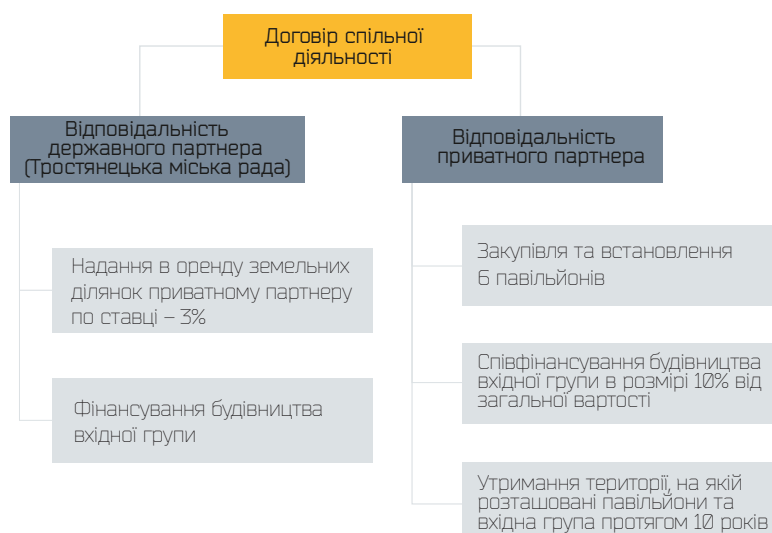 Договір спільної
діяльності
Відповідальність
державного партнера
(Тростянецька міська рада)
Надання в оренду земельних
ділянок приватному партнеру
по ставці – 3%
Фінансування будівництва
вхідної групи
Відповідальність
приватного партнера
Закупівля та встановлення
6 павільйонів
Співфінансування будівництва
вхідної групи в розмірі 10% від
загальної вартості
Утримання території, на якій
розташовані павільйони та
вхідна група протягом 10 років